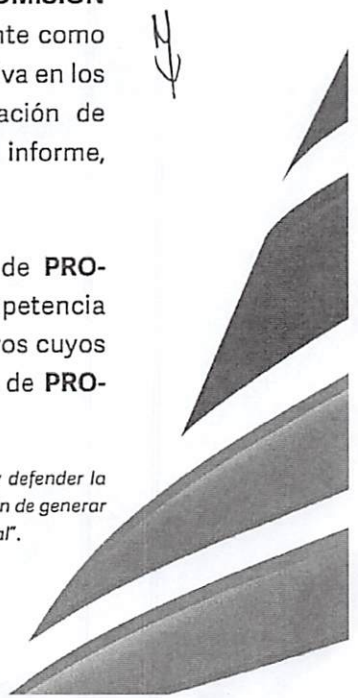 OMISIÓN
nte como
va en los
ación de
informe,
de PRO-
petencia
os cuyos
de PRO-
defender la
n de generar
al".